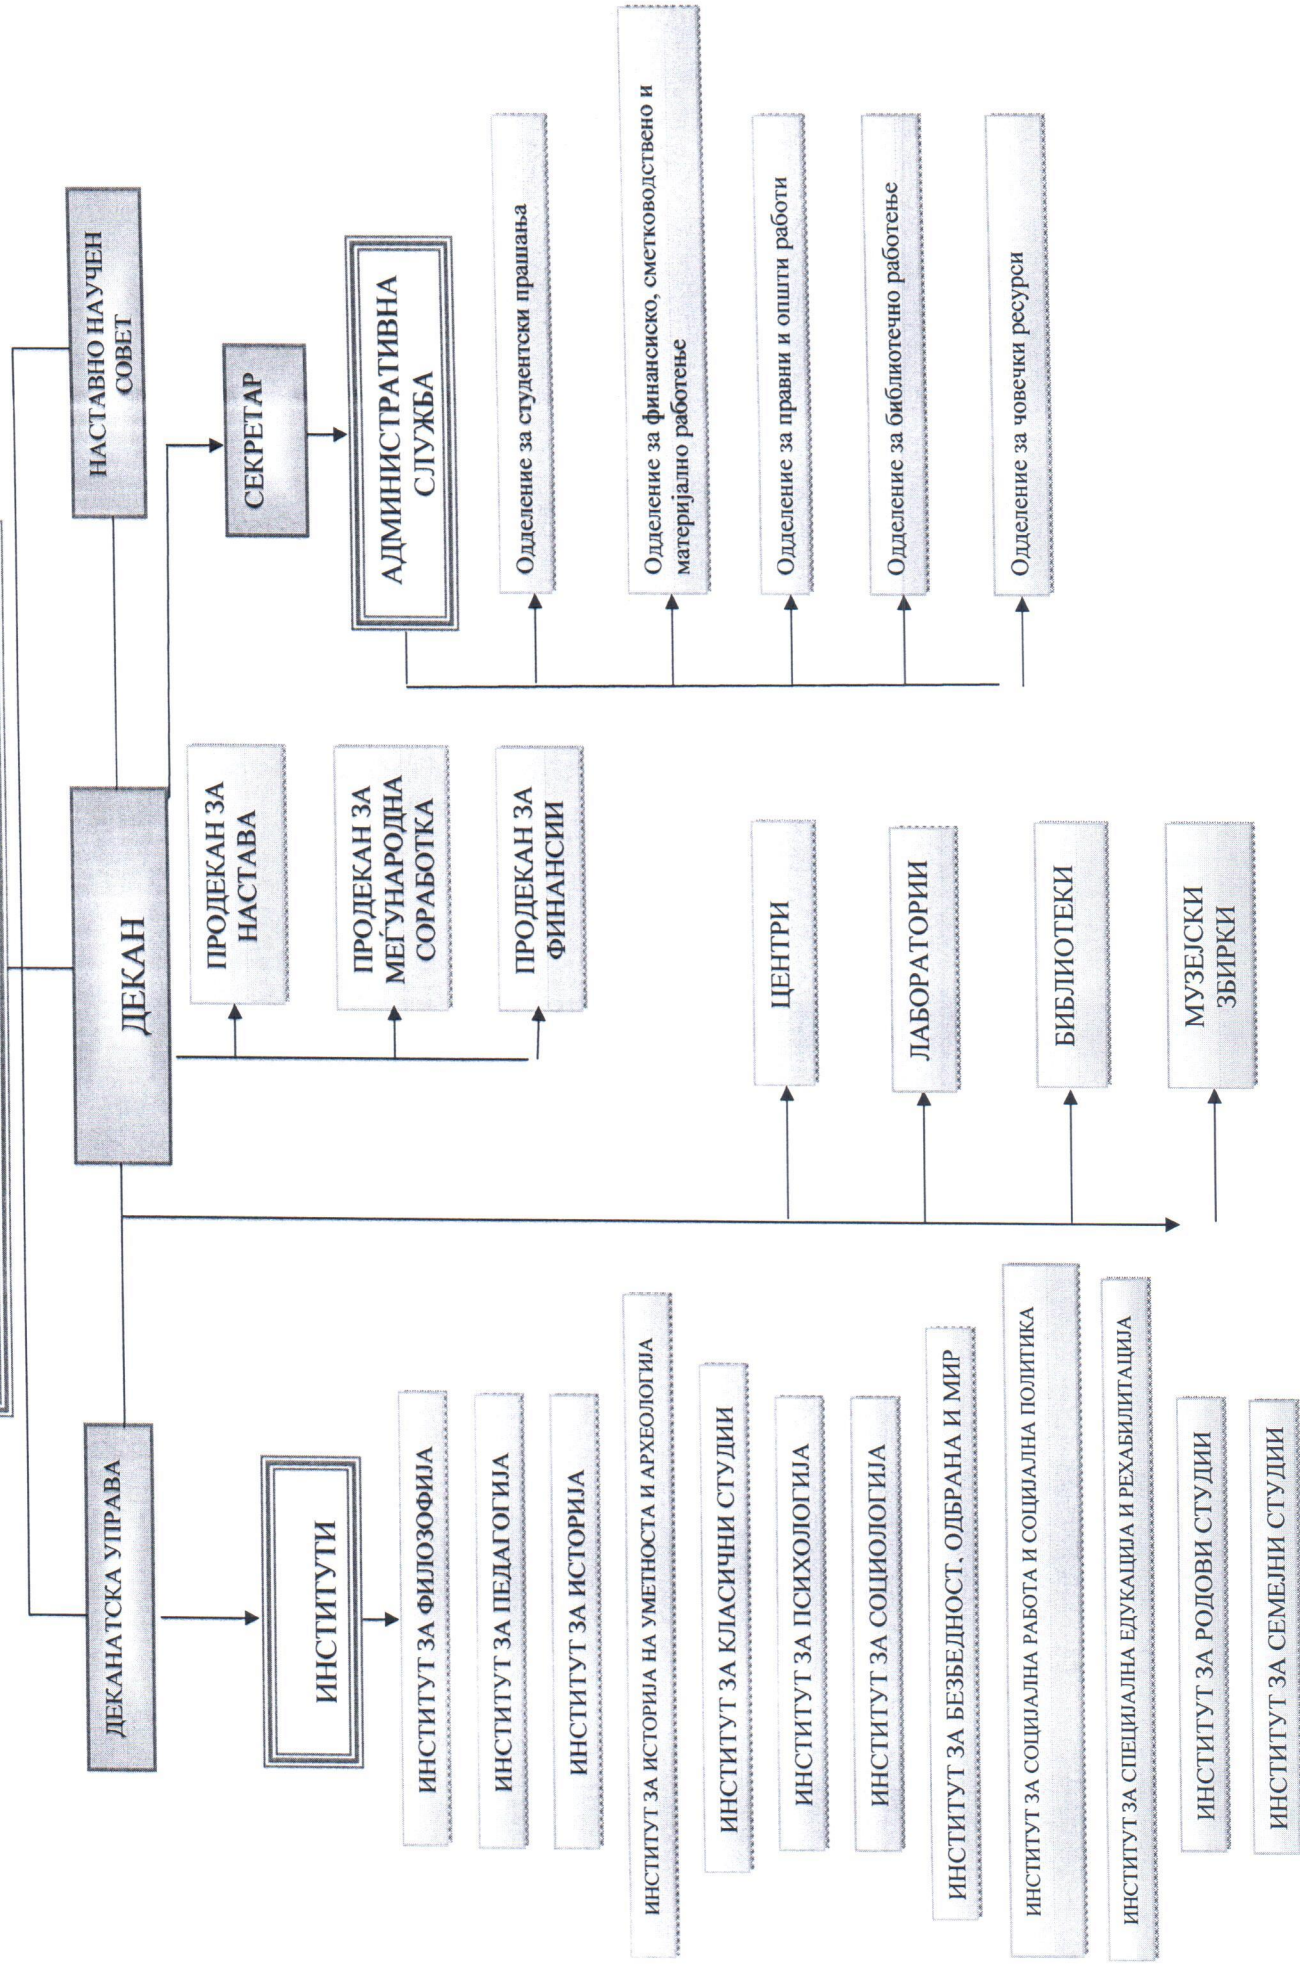 НАСТАВНО НАУЧЕН
СОВЕТ
ДЕКАН
ДЕКАНАТСКА УПРАВА
СЕКРЕТАР
АДМИНИСТРАТИВНА
СЛУЖБА
Одделение за студентски прашања
Одделение за финансиско, сметководствено и
материјално работење
Одделение за правни и општи работи
Одделение за библиотечно работење
Одделение за човечки ресурси
ПРОДЕКАН ЗА
НАСТАВА
ПРОДЕКАН ЗА
МЕЃУНАРОДНА
СОРАБОТКА
ПРОДЕКАН ЗА
ФИНАНСИИ
ЦЕНТРИ
ЛАБОРАТОРИИ
БИБЛИОТЕКИ
МУЗЕЈСКИ
ЗБИРКИ
ИНСТИТУТИ
ИНСТИТУТ ЗА ФИЛОЗОФИЈА
ИНСТИТУТ ЗА ПЕДАГОГИЈА
ИНСТИТУТ ЗА ИСТОРИЈА
ИНСТИТУТ ЗА ИСТОРИЈА НА УМЕТНОСТА И АРХЕОЛОГИЈА
ИНСТИТУТ ЗА КЛАСИЧНИ СТУДИИ
ИНСТИТУТ ЗА ПСИХОЛОГИЈА
ИНСТИТУТ ЗА СОЦИОЛОГИЈА
ИНСТИТУТ ЗА БЕЗБЕДНОСТ. ОДБРАНА И МИР
ИНСТИТУТ ЗА СОЦИЈАЛНА РАБОТА И СОЦИЈАЛНА ПОЛИТИКА
ИНСТИТУТ ЗА СПЕЦИЈАЛНА ЕДУКАЦИЈА И РЕХАБИЛИТАЦИЈА
ИНСТИТУТ ЗА РОДОВИ СТУДИИ
ИНСТИТУТ ЗА СЕМЕЈНИ СТУДИИ